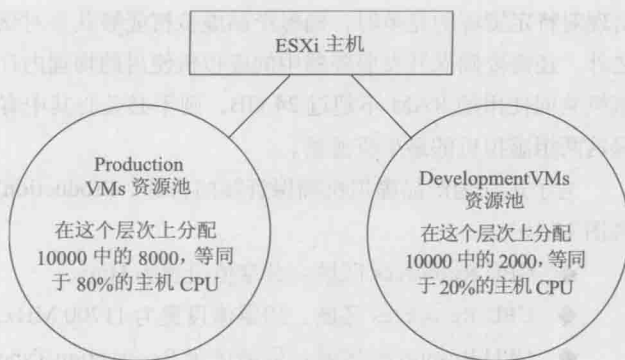 ESXi 主机
Production
VMs 资源池
在这个层次上分配
10000 中的 8000，等同
于 80%的主机 CPU
DevelopmentVMs
资源池
在这个层次上分配
10000 中的 2000，等同
于 20%的主机 CPU